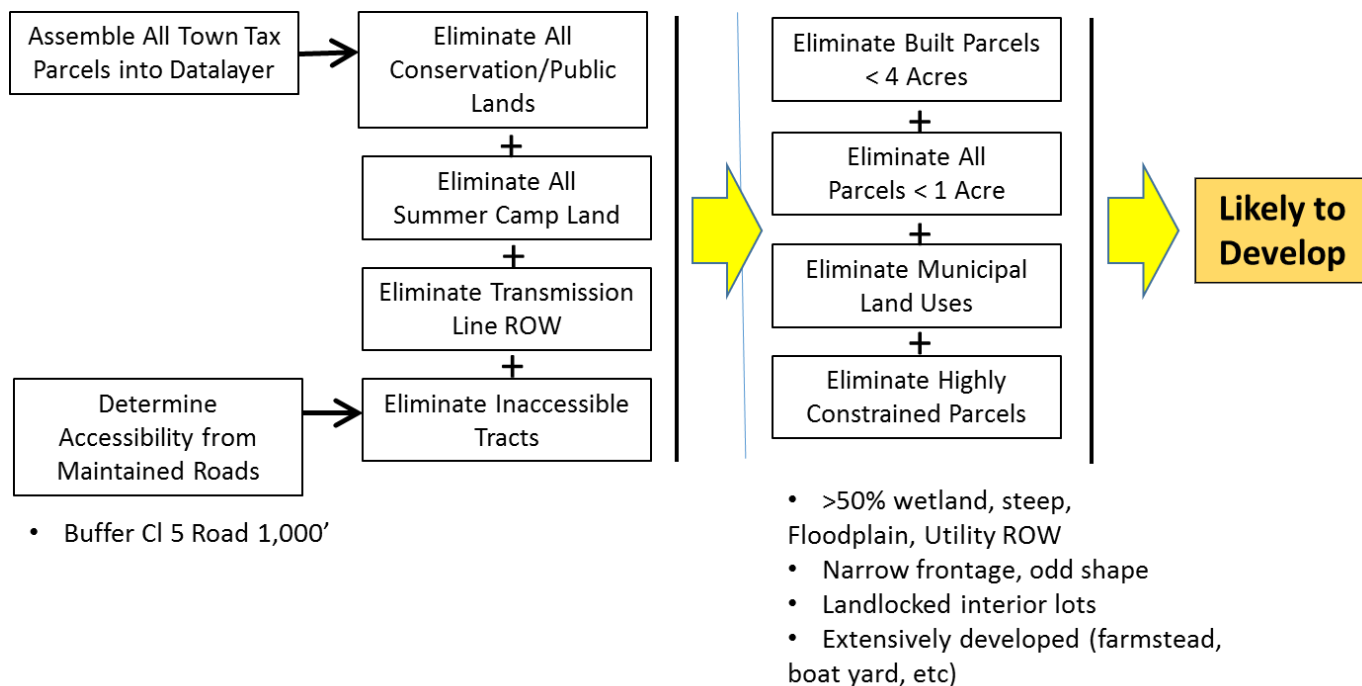 Assemble All Town Tax
Parcels into Datalayer
Eliminate All
Conservation/Public
Lands
+
Eliminate All
Summer Camp Land
+
Eliminate Transmission
Line ROW
+
Determine
Accessibility from
Maintained Roads
Eliminate Inaccessible
Tracts
• Buffer Cl 5 Road 1,000’
Eliminate Built Parcels
< 4 Acres
+
Eliminate All
Parcels < 1 Acre
+
Eliminate Municipal
Land Uses
+
Eliminate Highly
Constrained Parcels
• >50% wetland, steep,
Floodplain, Utility ROW
• Narrow frontage, odd shape
• Landlocked interior lots
• Extensively developed (farmstead,
boat yard, etc)
Likely to
Develop